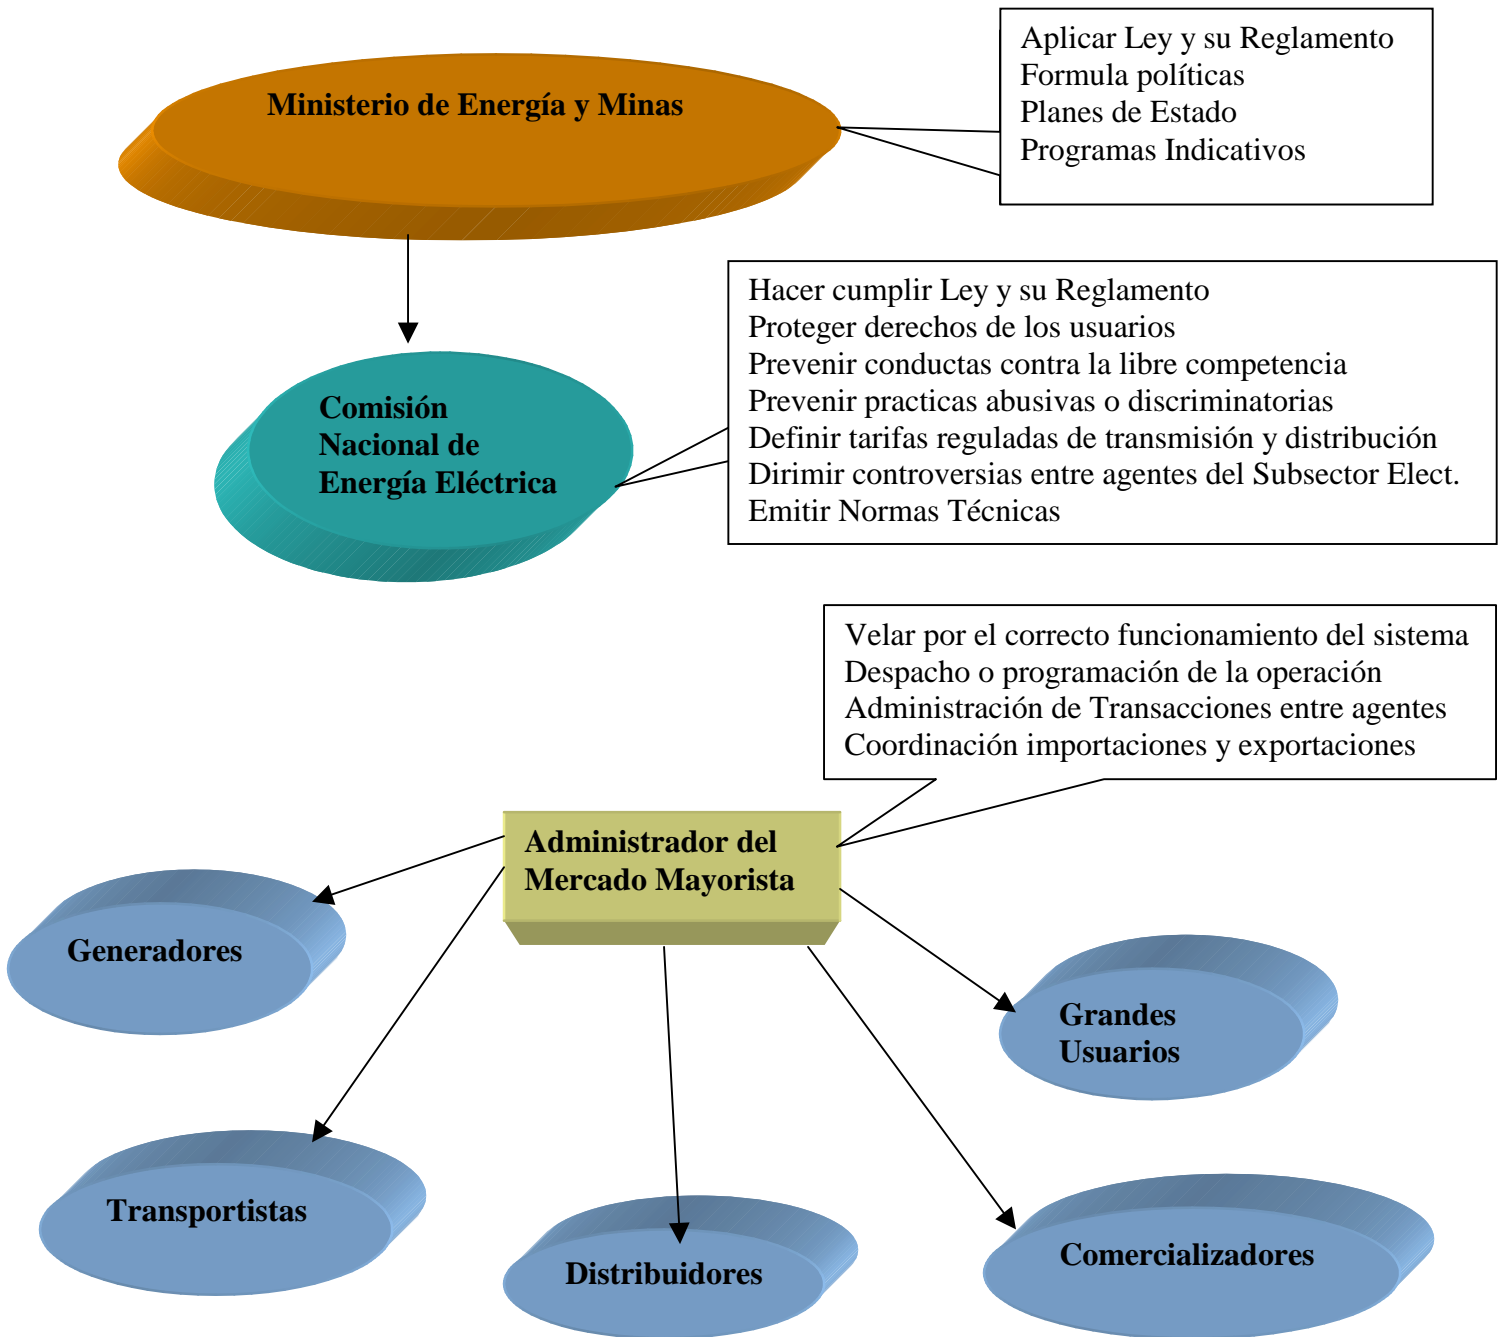 Ministerio de Energía y Minas
Aplicar Ley y su Reglamento
Formula políticas
Planes de Estado
Programas Indicativos
Comisión
Nacional de
Energía Eléctrica
Hacer cumplir Ley y su Reglamento
Proteger derechos de los usuarios
Prevenir conductas contra la libre competencia
Prevenir practicas abusivas o discriminatorias
Definir tarifas reguladas de transmisión y distribución
Dirimir controversias entre agentes del Subsector Elect.
Emitir Normas Técnicas
Velar por el correcto funcionamiento del sistema
Despacho o programación de la operación
Administración de Transacciones entre agentes
Coordinación importaciones y exportaciones
Administrador del
Mercado Mayorista
Generadores
Grandes
Usuarios
Transportistas
Distribuidores
Comercializadores